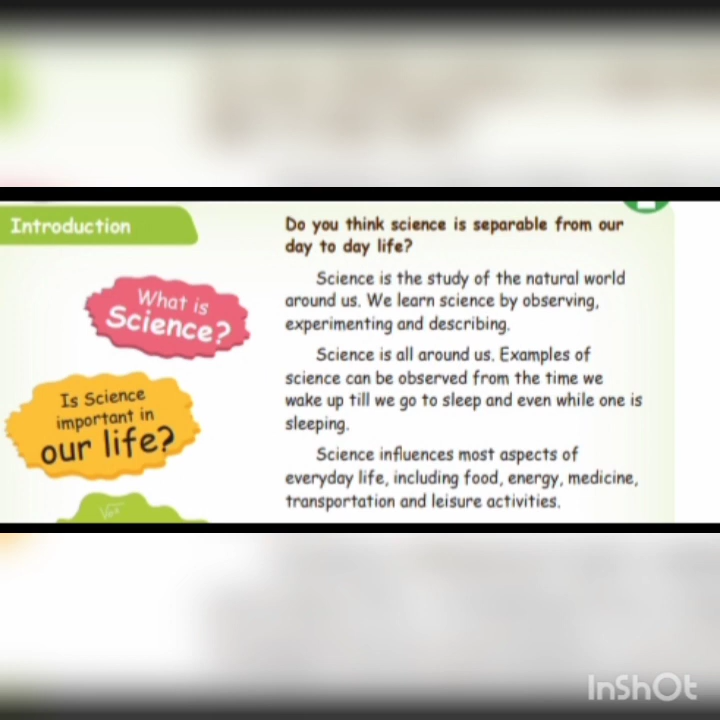 Introduction
What is
Science?
Is Science
important in
our life?
Yes
Do you think science is separable from our
day to day life?
Science is the study of the natural world
around us. We learn science by observing,
experimenting and describing.
Science is all around us. Examples of
science can be observed from the time we
wake up till we go to sleep and even while one is
sleeping.
Science influences most aspects of
everyday life, including food, energy, medicine,
transportation and leisure activities.
InShOt